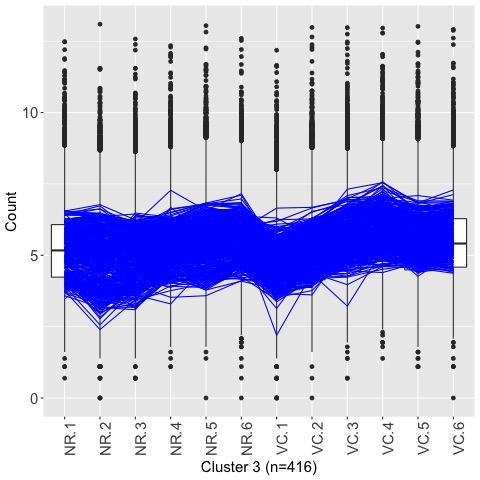 Count
10
5
0
NR.1
NR.2
NR.3
NR.4
NR.5
NR.6
VC.1
VC.2
VC.3
VC.4
VC.5
VC.6
Cluster 3 (n=416)